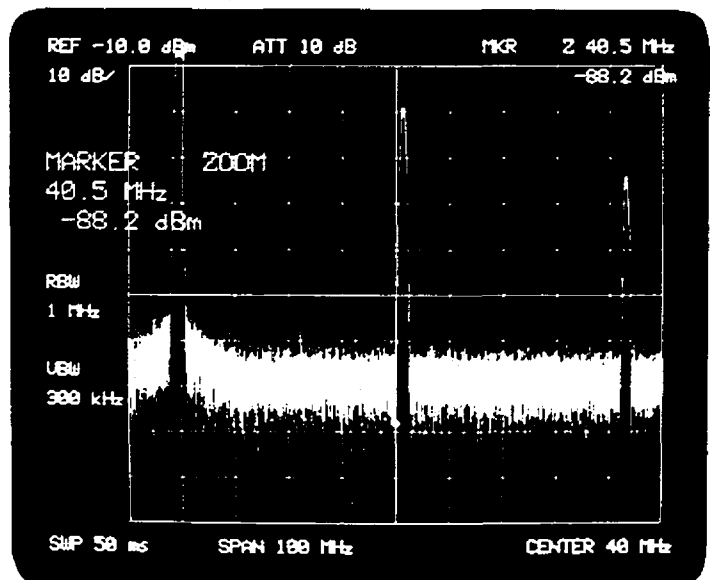 REF -10.0 dBm ATT 10 dB MKR Z 40.5 MHz
10 dB/ -88.2 dBm
MARKER ZOOM
40.5 MHz
-88.2 dBm
RBW
1 MHz
VBW
300 kHz
SWP 50 ms SPAN 100 MHz CENTER 40 MHz